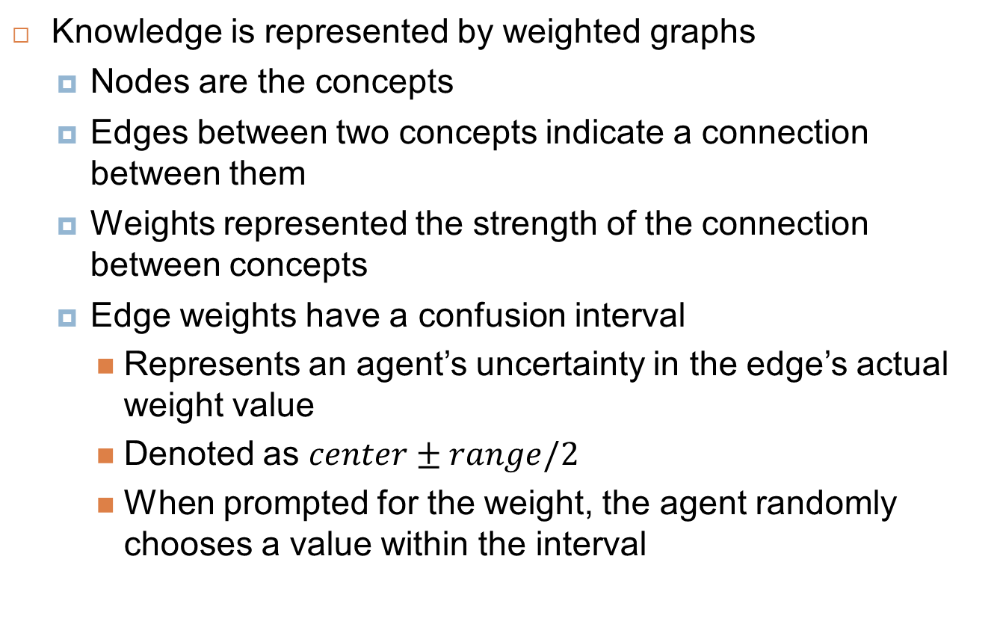 Knowledge is represented by weighted graphs
Nodes are the concepts
Edges between two concepts indicate a connection
between them
Weights represented the strength of the connection
between concepts
Edge weights have a confusion interval
Represents an agent’s uncertainty in the edge’s actual
weight value
Denoted as center ± range/2
When prompted for the weight, the agent randomly
chooses a value within the interval